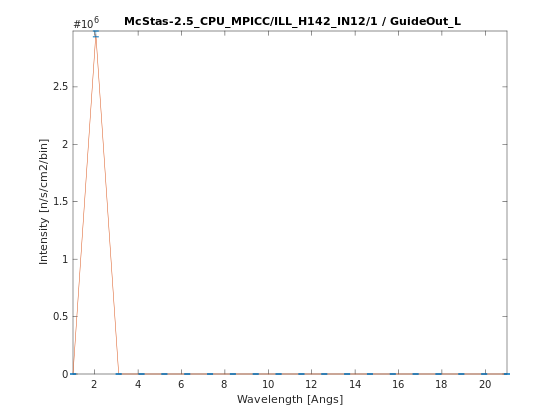 McStas-2.5_CPU_MPICC/ILL_H142_IN12/1 / GuideOut_L
#10^6
2.5
2
1.5
1
0.5
0
2 4 6 8 10 12 14 16 18 20
Intensity [n/s/cm2/bin]
Wavelength [Angs]